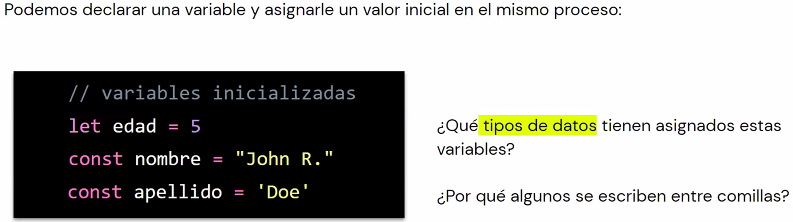 Podemos declarar una variable y asignarle un valor inicial en el mismo proceso:
// variables inicializadas
let edad = 5
const nombre = "John R."
const apellido = 'Doe'
¿Qué tipos de datos tienen asignados estas
variables?
¿Por qué algunos se escriben entre comillas?